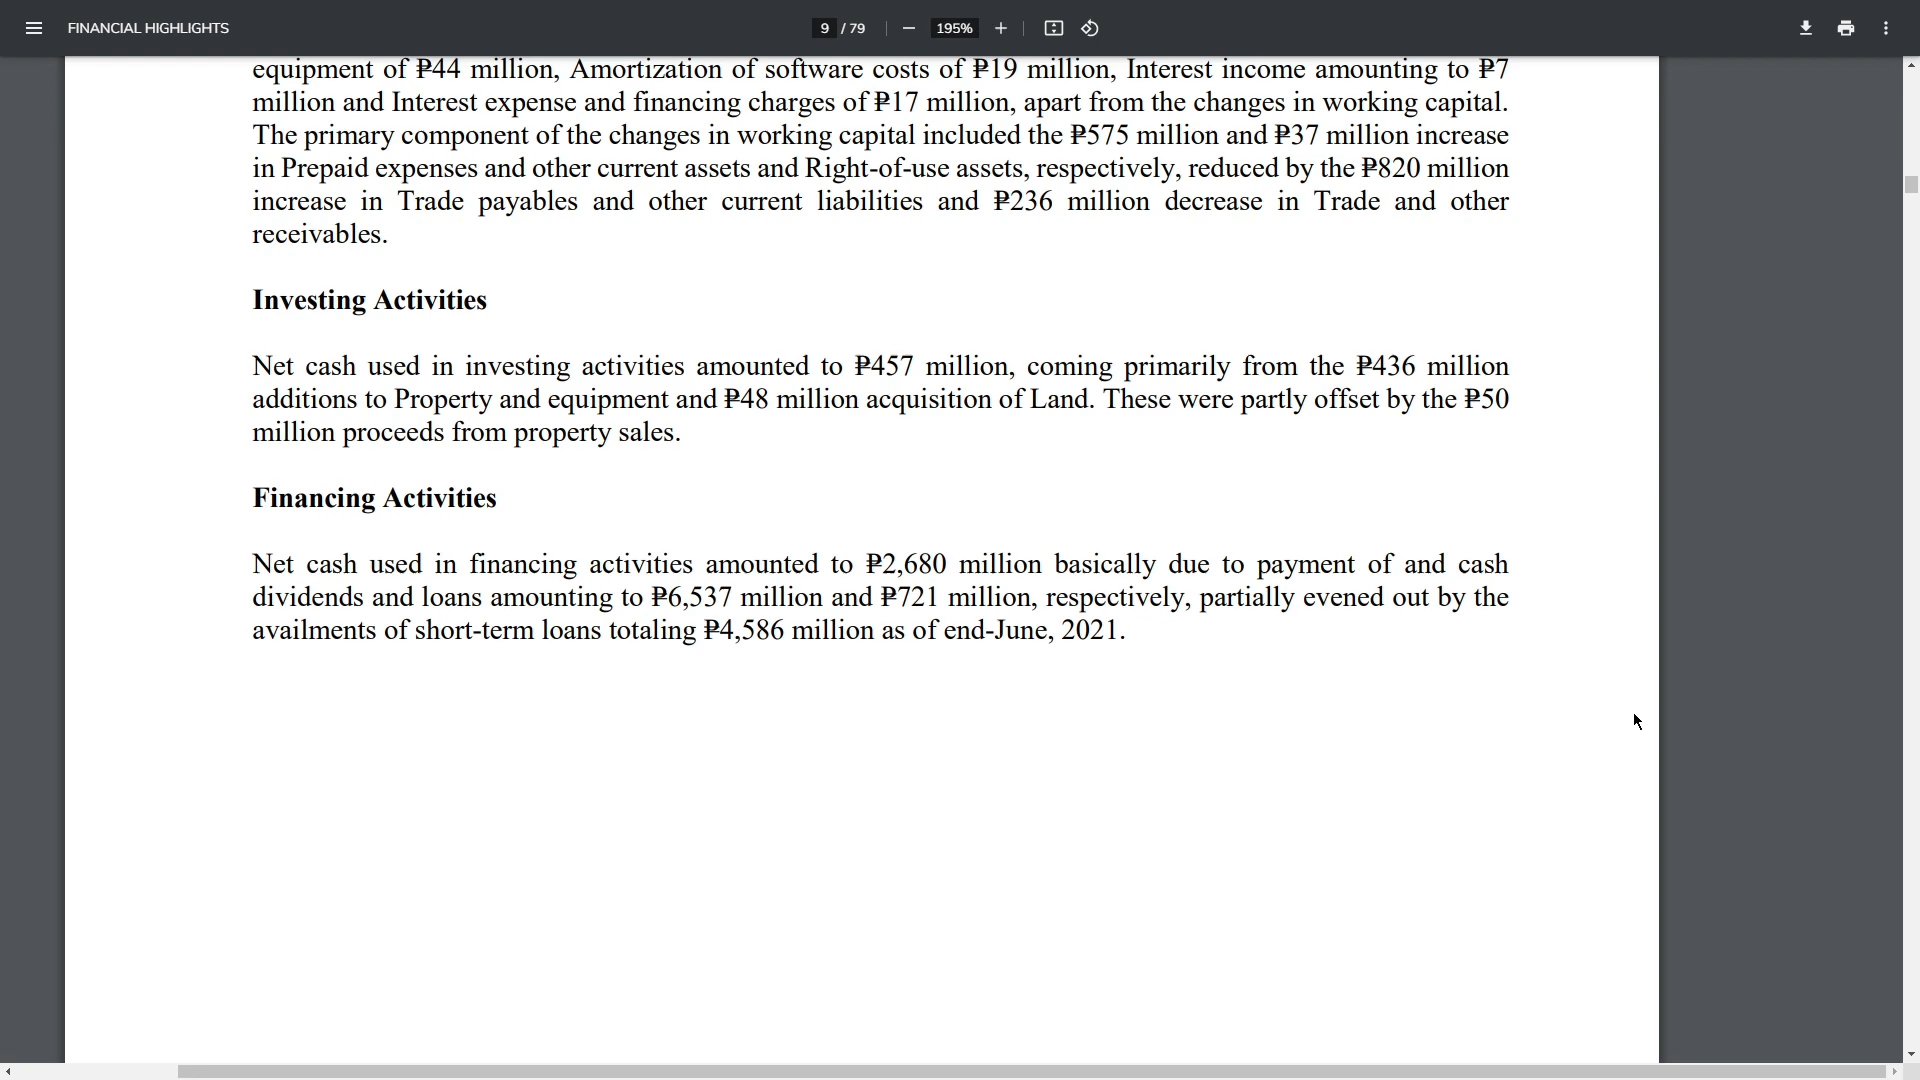 FINANCIAL HIGHLIGHTS
9 / 79
195%
equipment of ₱44 million, Amortization of software costs of ₱19 million, Interest income amounting to ₱7
million and Interest expense and financing charges of ₱17 million, apart from the changes in working capital.
The primary component of the changes in working capital included the ₱575 million and ₱37 million increase
in Prepaid expenses and other current assets and Right-of-use assets, respectively, reduced by the ₱820 million
increase in Trade payables and other current liabilities and ₱236 million decrease in Trade and other
receivables.
Investing Activities
Net cash used in investing activities amounted to ₱457 million, coming primarily from the ₱436 million
additions to Property and equipment and ₱48 million acquisition of Land. These were partly offset by the ₱50
million proceeds from property sales.
Financing Activities
Net cash used in financing activities amounted to ₱2,680 million basically due to payment of and cash
dividends and loans amounting to ₱6,537 million and ₱721 million, respectively, partially evened out by the
availments of short-term loans totaling ₱4,586 million as of end-June, 2021.